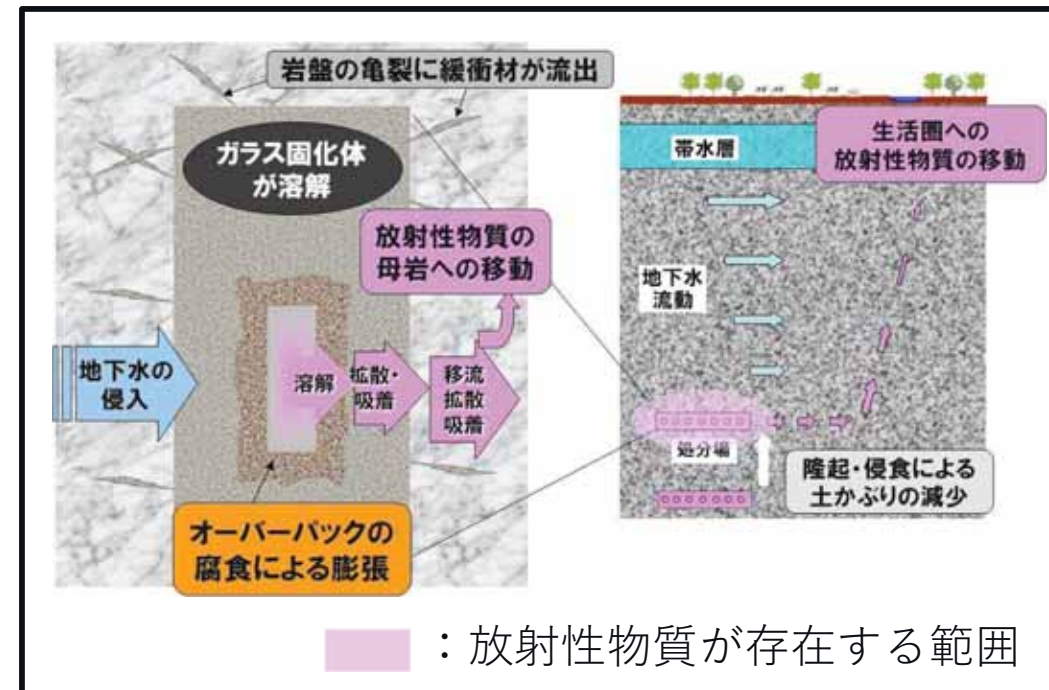 岩盤の亀裂に緩衝材が流出
ガラス固化体
が溶解
放射性物質の
母岩への移動
地下水の
侵入
溶解
拡散・
吸着
移流
拡散
吸着
オーバーパックの
腐食による膨張
帯水層
生活圏への
放射性物質の移動
地下水
流動
処分場
隆起・侵食による
土かぶりの減少
：放射性物質が存在する範囲